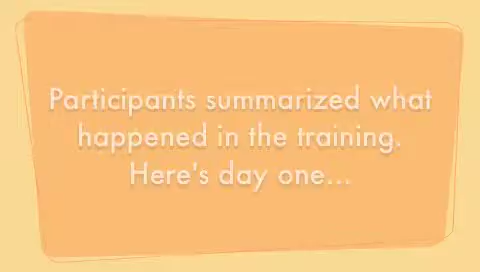 Participants summarized what
happened in the training.
Here's day one...